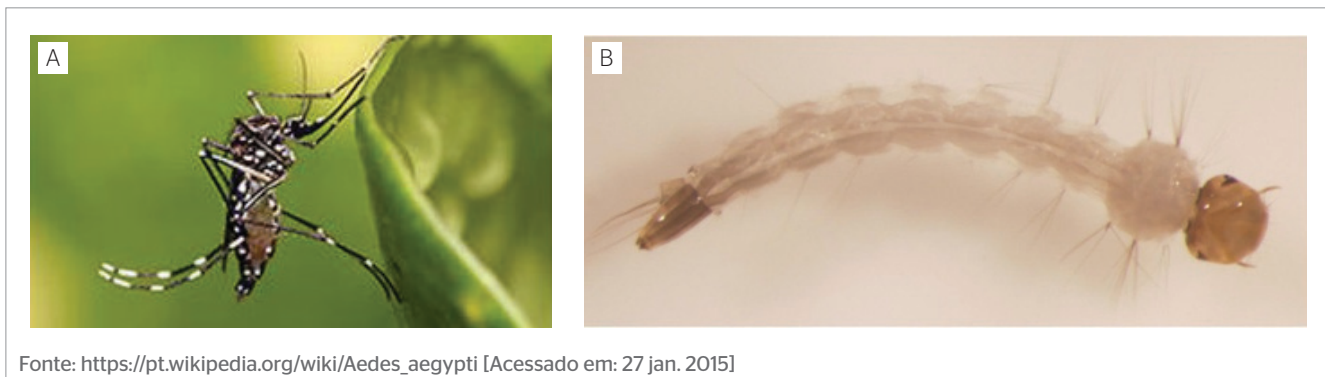 A
B
Fonte: https://pt.wikipedia.org/wiki/Aedes_aegypti [Acessado em: 27 jan. 2015]